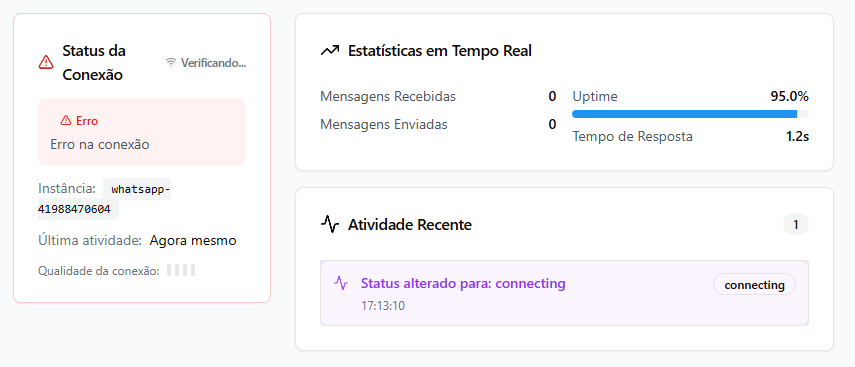 Status da
Conexão
Verificando...
Erro
Erro na conexão
Instância: whatsapp-
41988470604
Última atividade: Agora mesmo
Qualidade da conexão:
Estatísticas em Tempo Real
Mensagens Recebidas 0
Mensagens Enviadas 0
Uptime 95.0%
Tempo de Resposta 1.2s
Atividade Recente 1
Status alterado para: connecting connecting
17:13:10